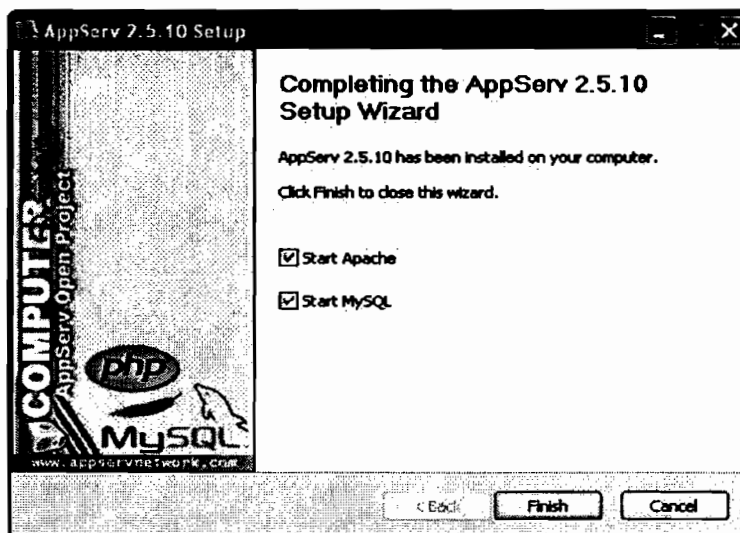 AppServ 2.5.10 Setup
Completing the AppServ 2.5.10
Setup Wizard
AppServ 2.5.10 has been installed on your computer.
Click Finish to close this wizard.
Start Apache
Start MySQL
COMPUTER
AppServ Open Project
php
MySQL
www.appservnetwork.com
< Back
Finish
Cancel